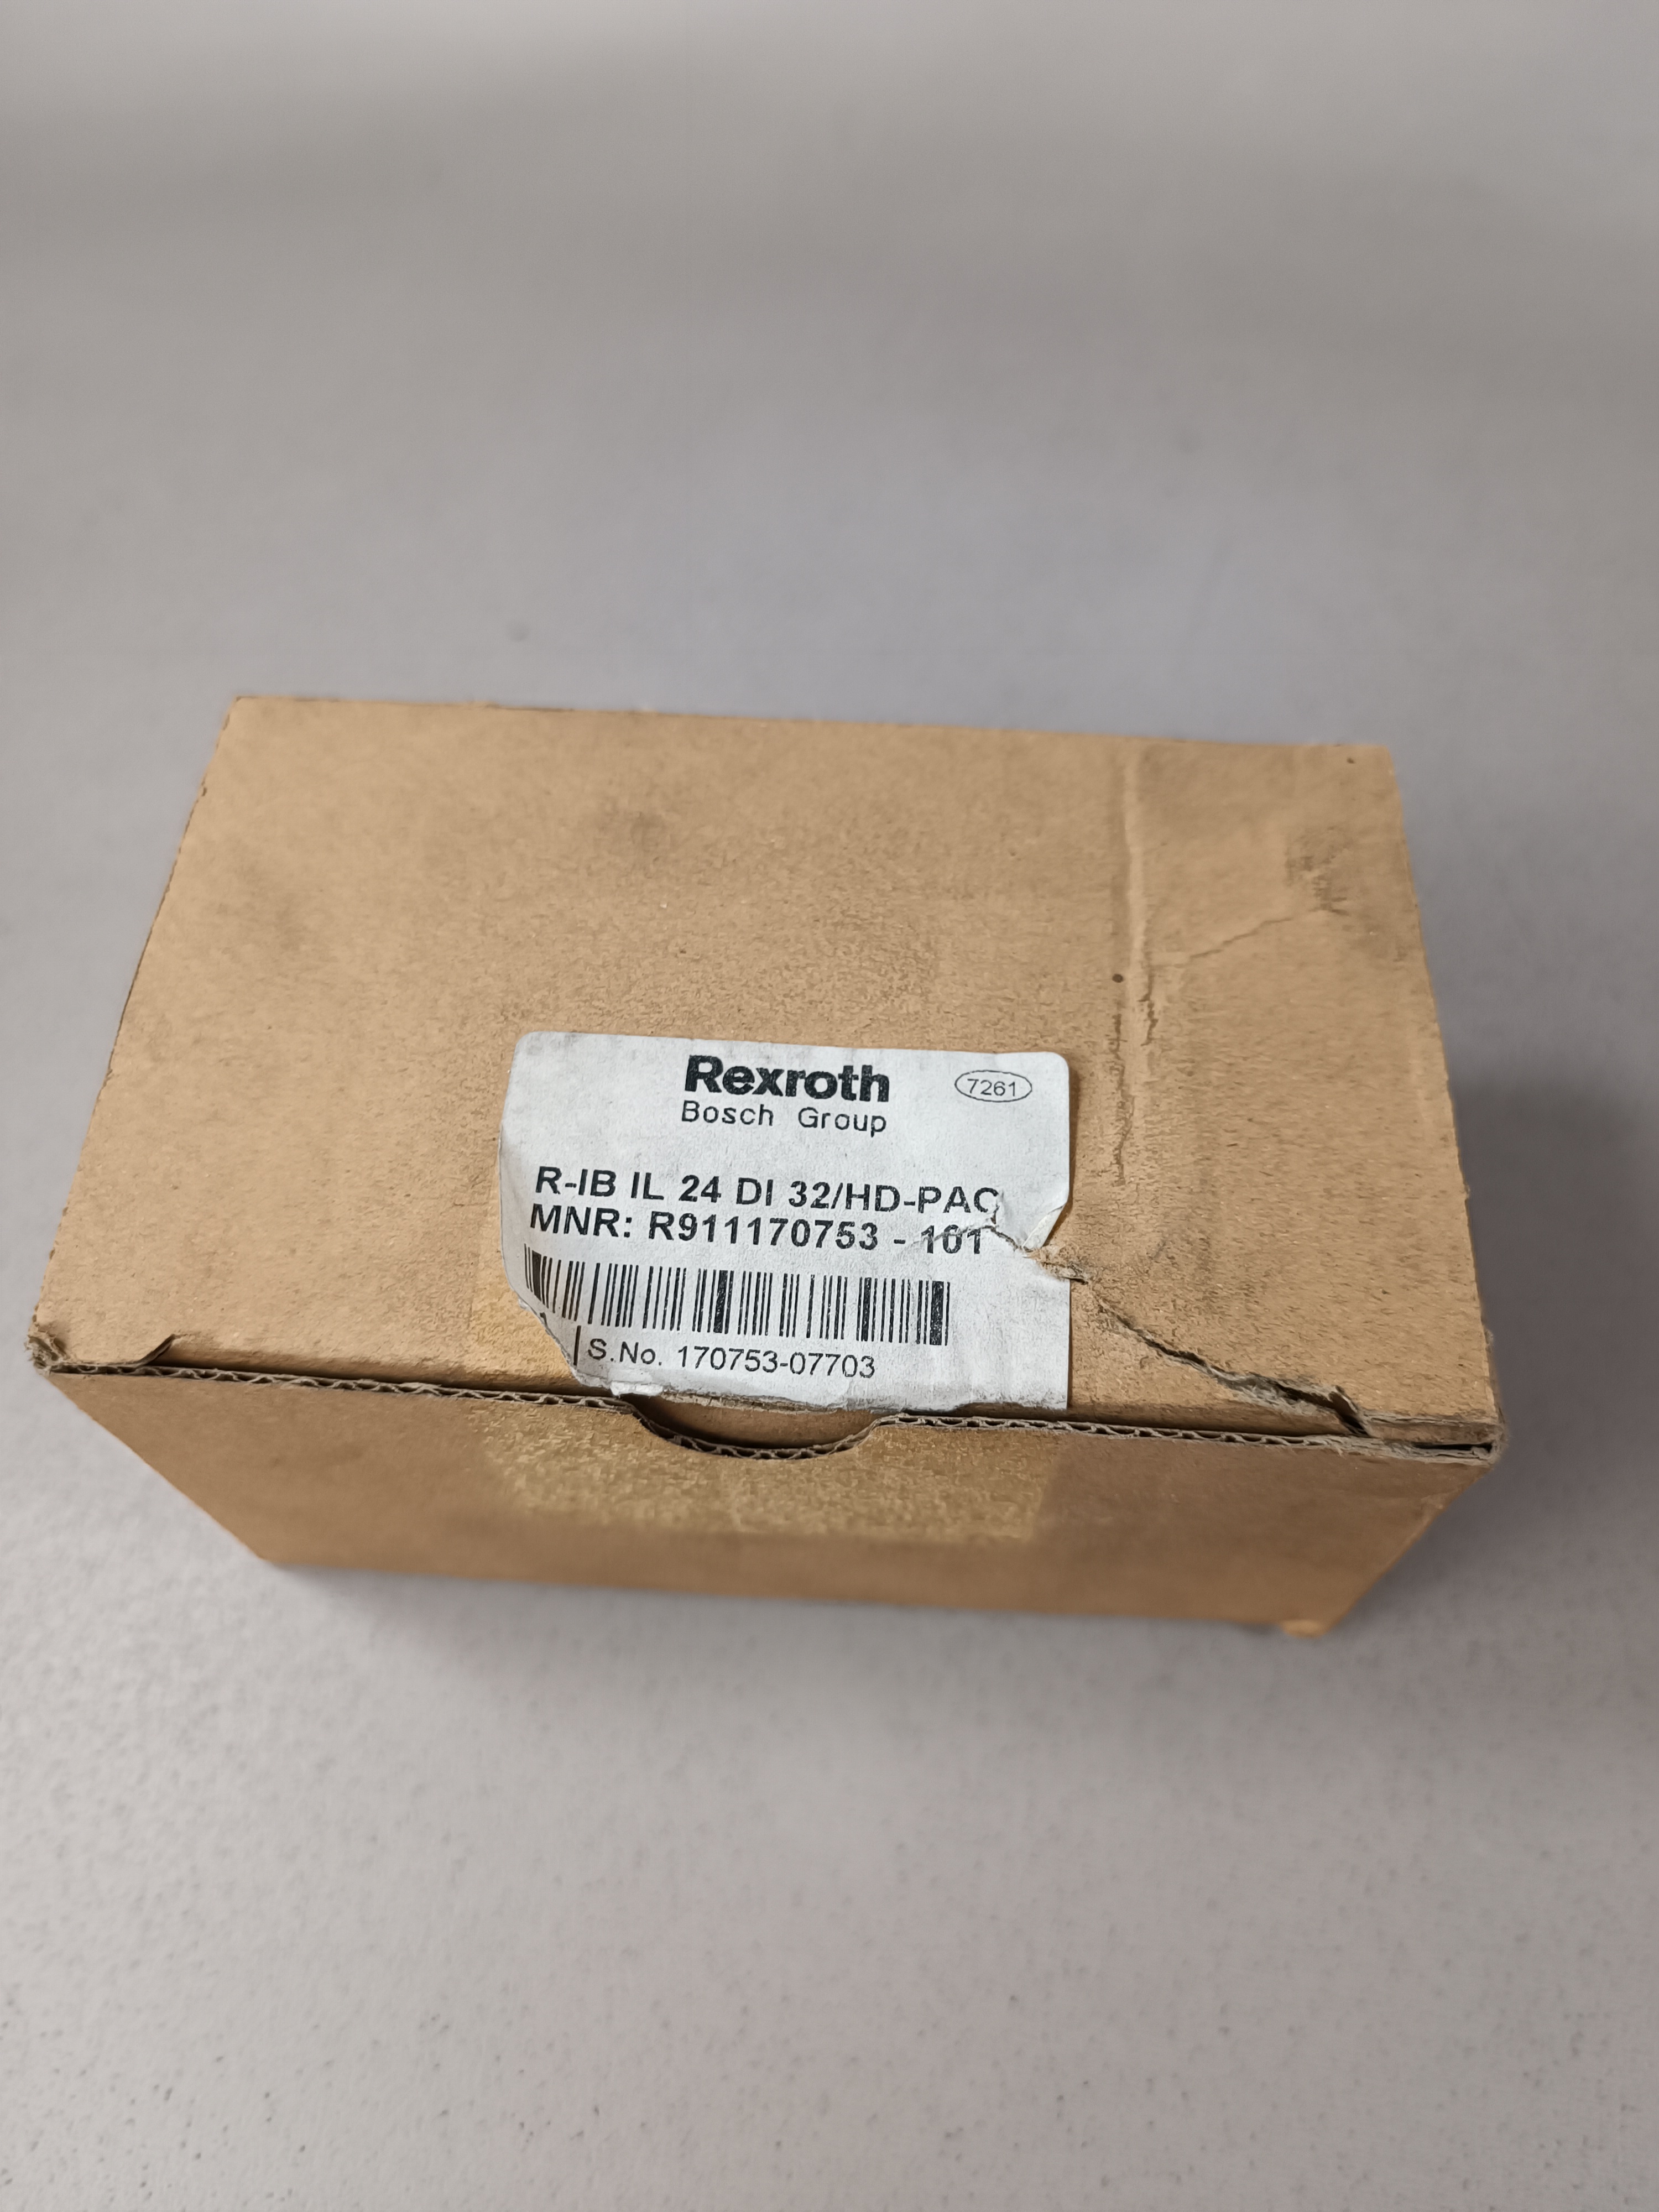 Rexroth
7261
Bosch Group
R-IB IL 24 DI 32/HD-PAC
MNR: R911170753 - 101
S.No. 170753-07703